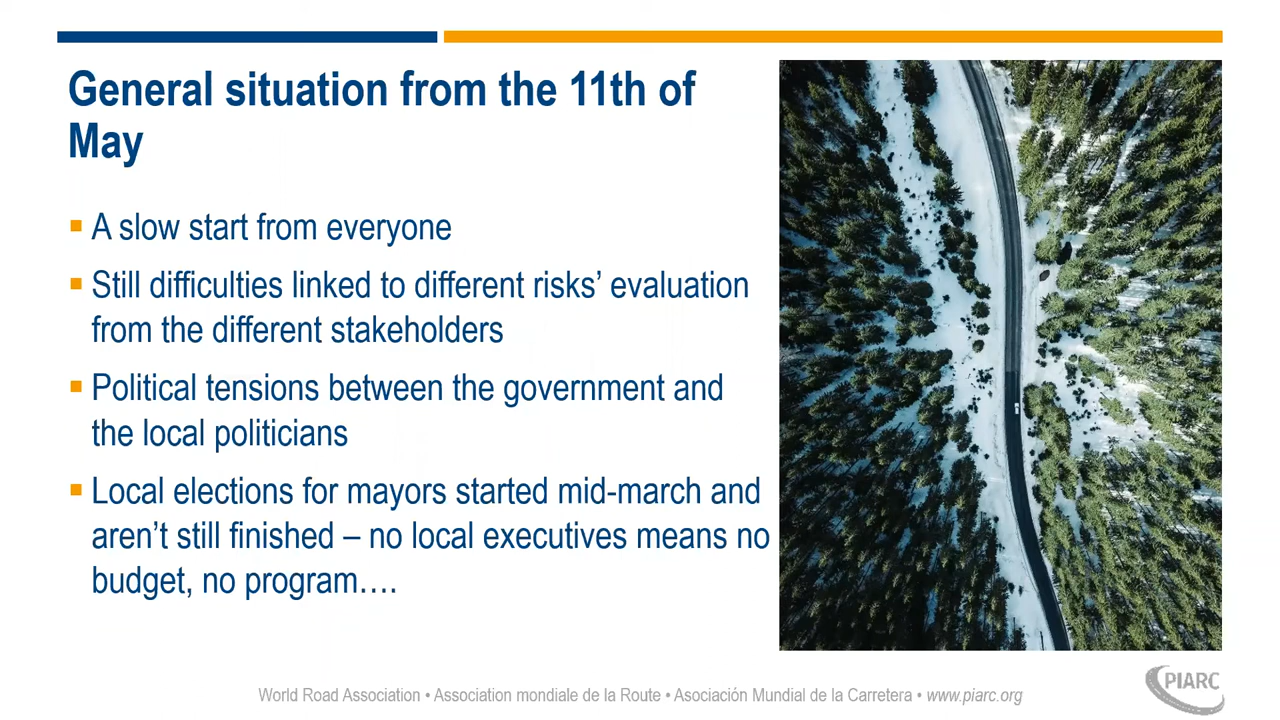 General situation from the 11th of
May
▪ A slow start from everyone
▪ Still difficulties linked to different risks’ evaluation
from the different stakeholders
▪ Political tensions between the government and
the local politicians
▪ Local elections for mayors started mid-march and
aren’t still finished – no local executives means no
budget, no program….
World Road Association • Association mondiale de la Route • Asociación Mundial de la Carretera • www.piarc.org
PIARC